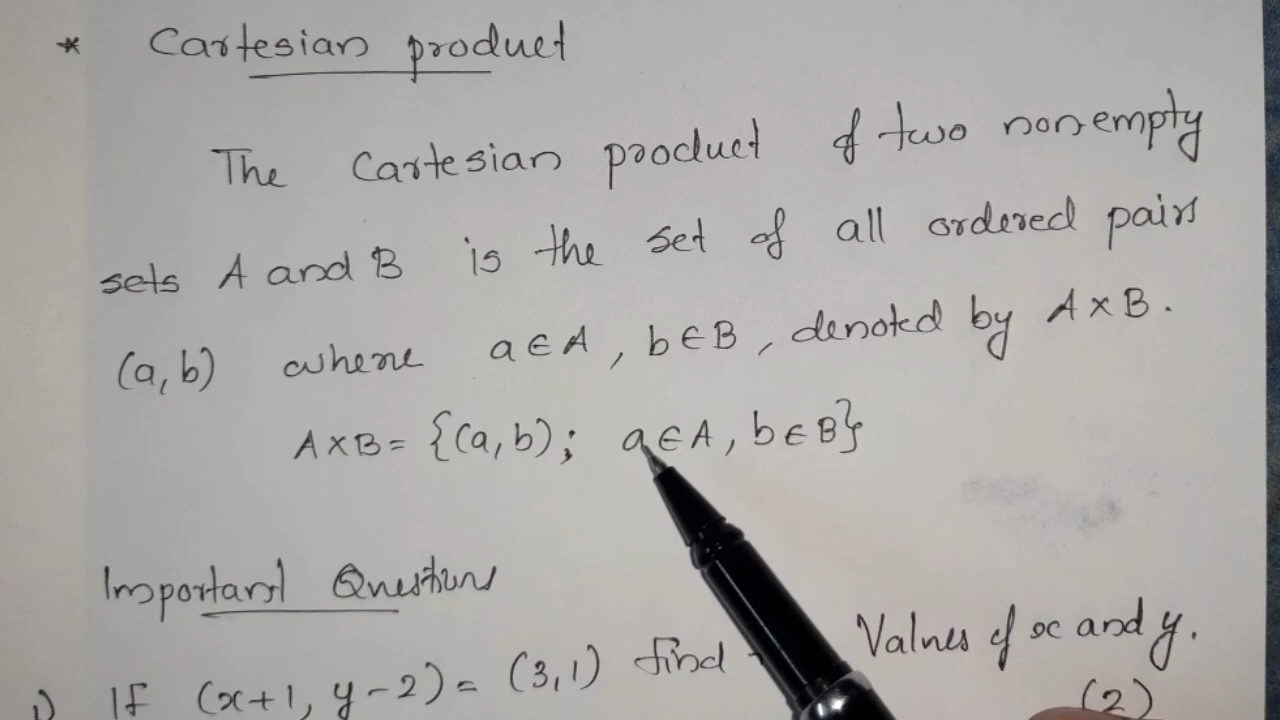 * Cartesian product
The Cartesian product of two nonempty
sets A and B is the set of all ordered pairs
(a, b) where a∈A, b∈B, denoted by A×B.
A×B = {(a, b); a∈A, b∈B}
Important Questions
1) If (x+1, y-2) = (3,1) find Values of x and y.
(2)